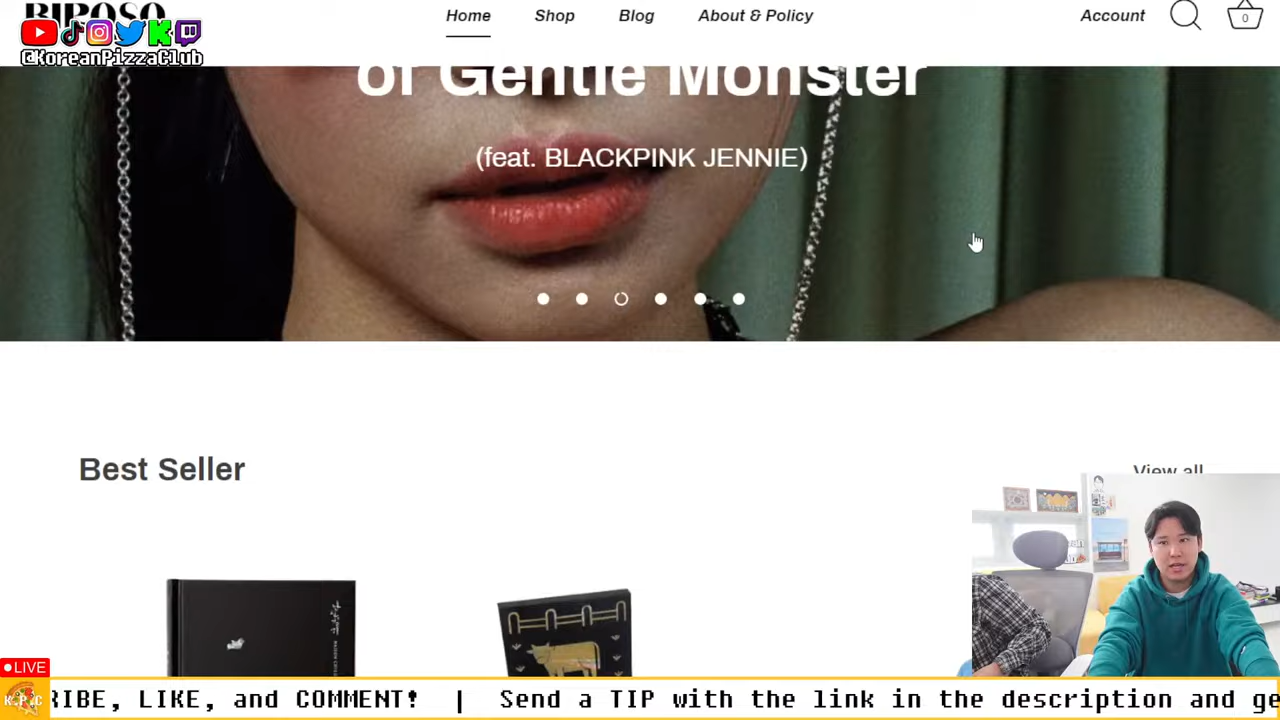 RIPOSO
Home Shop Blog About & Policy Account
0
@KoreanPizzaClub
of Gentle Monster
(feat. BLACKPINK JENNIE)
Best Seller
View all
LIVE
K.P.C
RIBE, LIKE, and COMMENT! | Send a TIP with the link in the description and ge